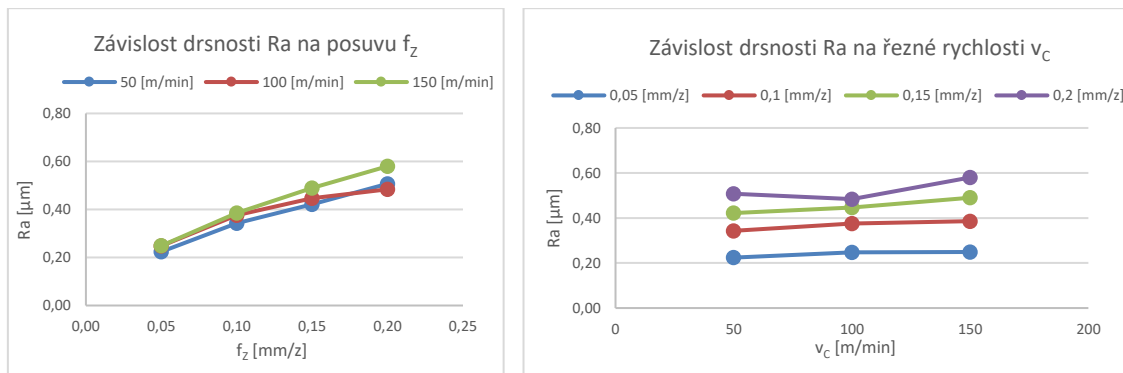 Závislost drsnosti Ra na posuvu fZ
50 [m/min] 100 [m/min] 150 [m/min]
0,80
0,60
0,40
0,20
0,00
Ra [µm]
0,00 0,05 0,10 0,15 0,20 0,25
fZ [mm/z]
Závislost drsnosti Ra na řezné rychlosti vC
0,05 [mm/z] 0,1 [mm/z] 0,15 [mm/z] 0,2 [mm/z]
0,80
0,60
0,40
0,20
0,00
Ra [µm]
0 50 100 150 200
vC [m/min]